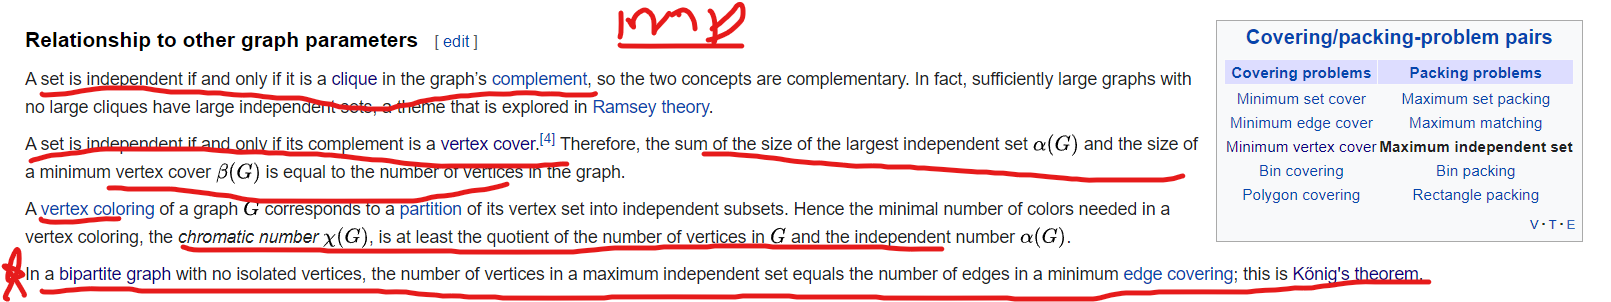 imp
Relationship to other graph parameters [ edit ]
A set is independent if and only if it is a clique in the graph's complement, so the two concepts are complementary. In fact, sufficiently large graphs with
no large cliques have large independent sets, a theme that is explored in Ramsey theory.
A set is independent if and only if its complement is a vertex cover.[4] Therefore, the sum of the size of the largest independent set α(G) and the size of
a minimum vertex cover β(G) is equal to the number of vertices in the graph.
A vertex coloring of a graph G corresponds to a partition of its vertex set into independent subsets. Hence the minimal number of colors needed in a
vertex coloring, the chromatic number χ(G), is at least the quotient of the number of vertices in G and the independent number α(G).
In a bipartite graph with no isolated vertices, the number of vertices in a maximum independent set equals the number of edges in a minimum edge covering; this is Kőnig's theorem.
Covering/packing-problem pairs
Covering problems Packing problems
Minimum set cover Maximum set packing
Minimum edge cover Maximum matching
Minimum vertex cover Maximum independent set
Bin covering Bin packing
Polygon covering Rectangle packing
V · T · E